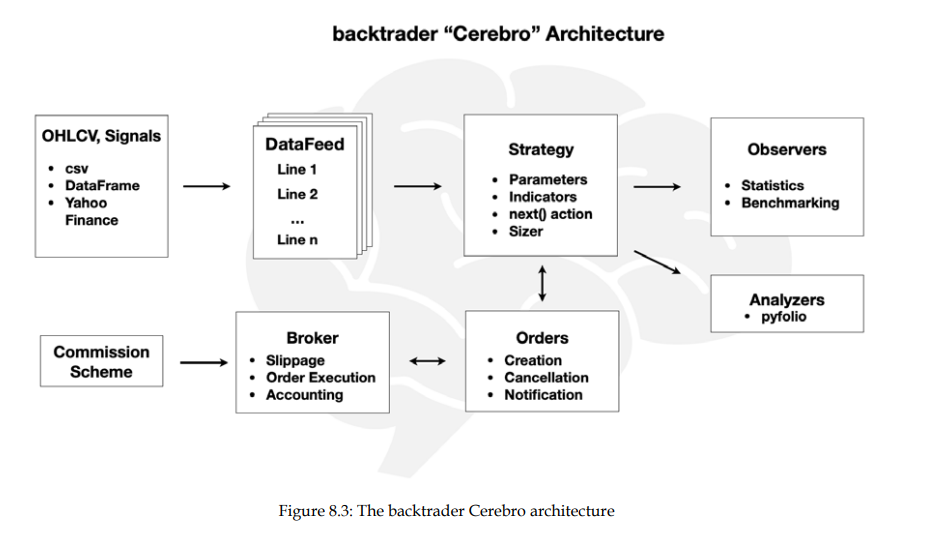 backtrader “Cerebro” Architecture
OHLCV, Signals
• csv
• DataFrame
• Yahoo
Finance
DataFeed
Line 1
Line 2
...
Line n
Strategy
• Parameters
• Indicators
• next() action
• Sizer
Observers
• Statistics
• Benchmarking
Analyzers
• pyfolio
Commission
Scheme
Broker
• Slippage
• Order Execution
• Accounting
Orders
• Creation
• Cancellation
• Notification
Figure 8.3: The backtrader Cerebro architecture